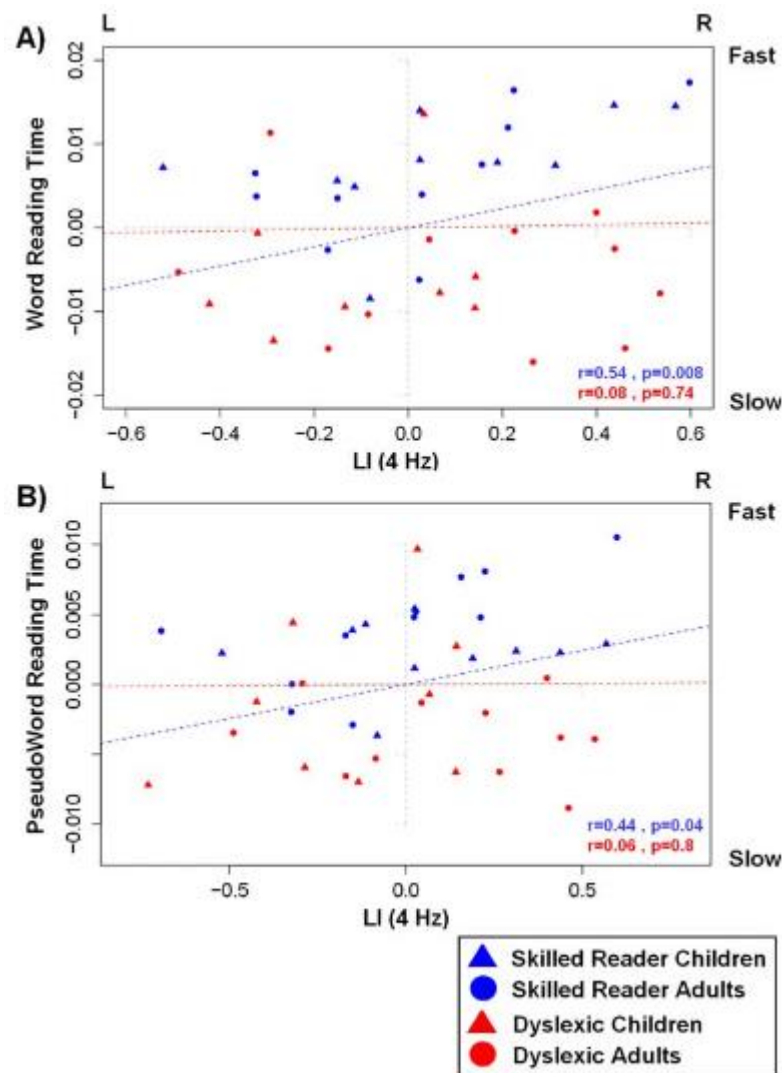 L R
A)
Fast
0.02
0.01
0.00
−0.01
−0.02
Word Reading Time
r=0.54 , p=0.008
r=0.08 , p=0.74
Slow
−0.6 −0.4 −0.2 0.0 0.2 0.4 0.6
LI (4 Hz)
L R
B)
Fast
0.010
0.005
0.000
−0.010
PseudoWord Reading Time
r=0.44 , p=0.04
r=0.06 , p=0.8
Slow
−0.5 0.0 0.5
LI (4 Hz)
Skilled Reader Children
Skilled Reader Adults
Dyslexic Children
Dyslexic Adults